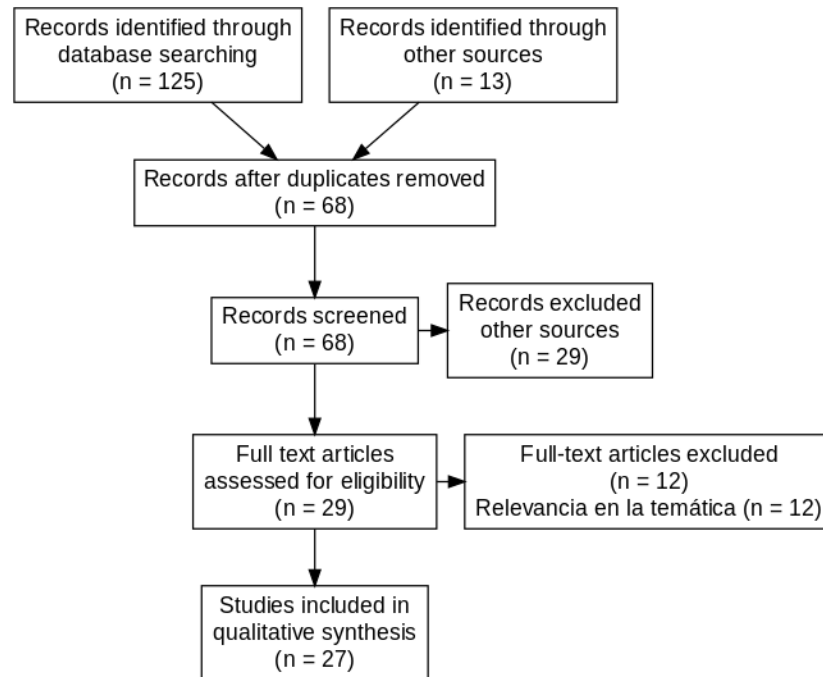 Records identified through
database searching
(n = 125)
Records identified through
other sources
(n = 13)
Records after duplicates removed
(n = 68)
Records screened
(n = 68)
Records excluded
other sources
(n = 29)
Full text articles
assessed for eligibility
(n = 29)
Full-text articles excluded
(n = 12)
Relevancia en la temática (n = 12)
Studies included in
qualitative synthesis
(n = 27)